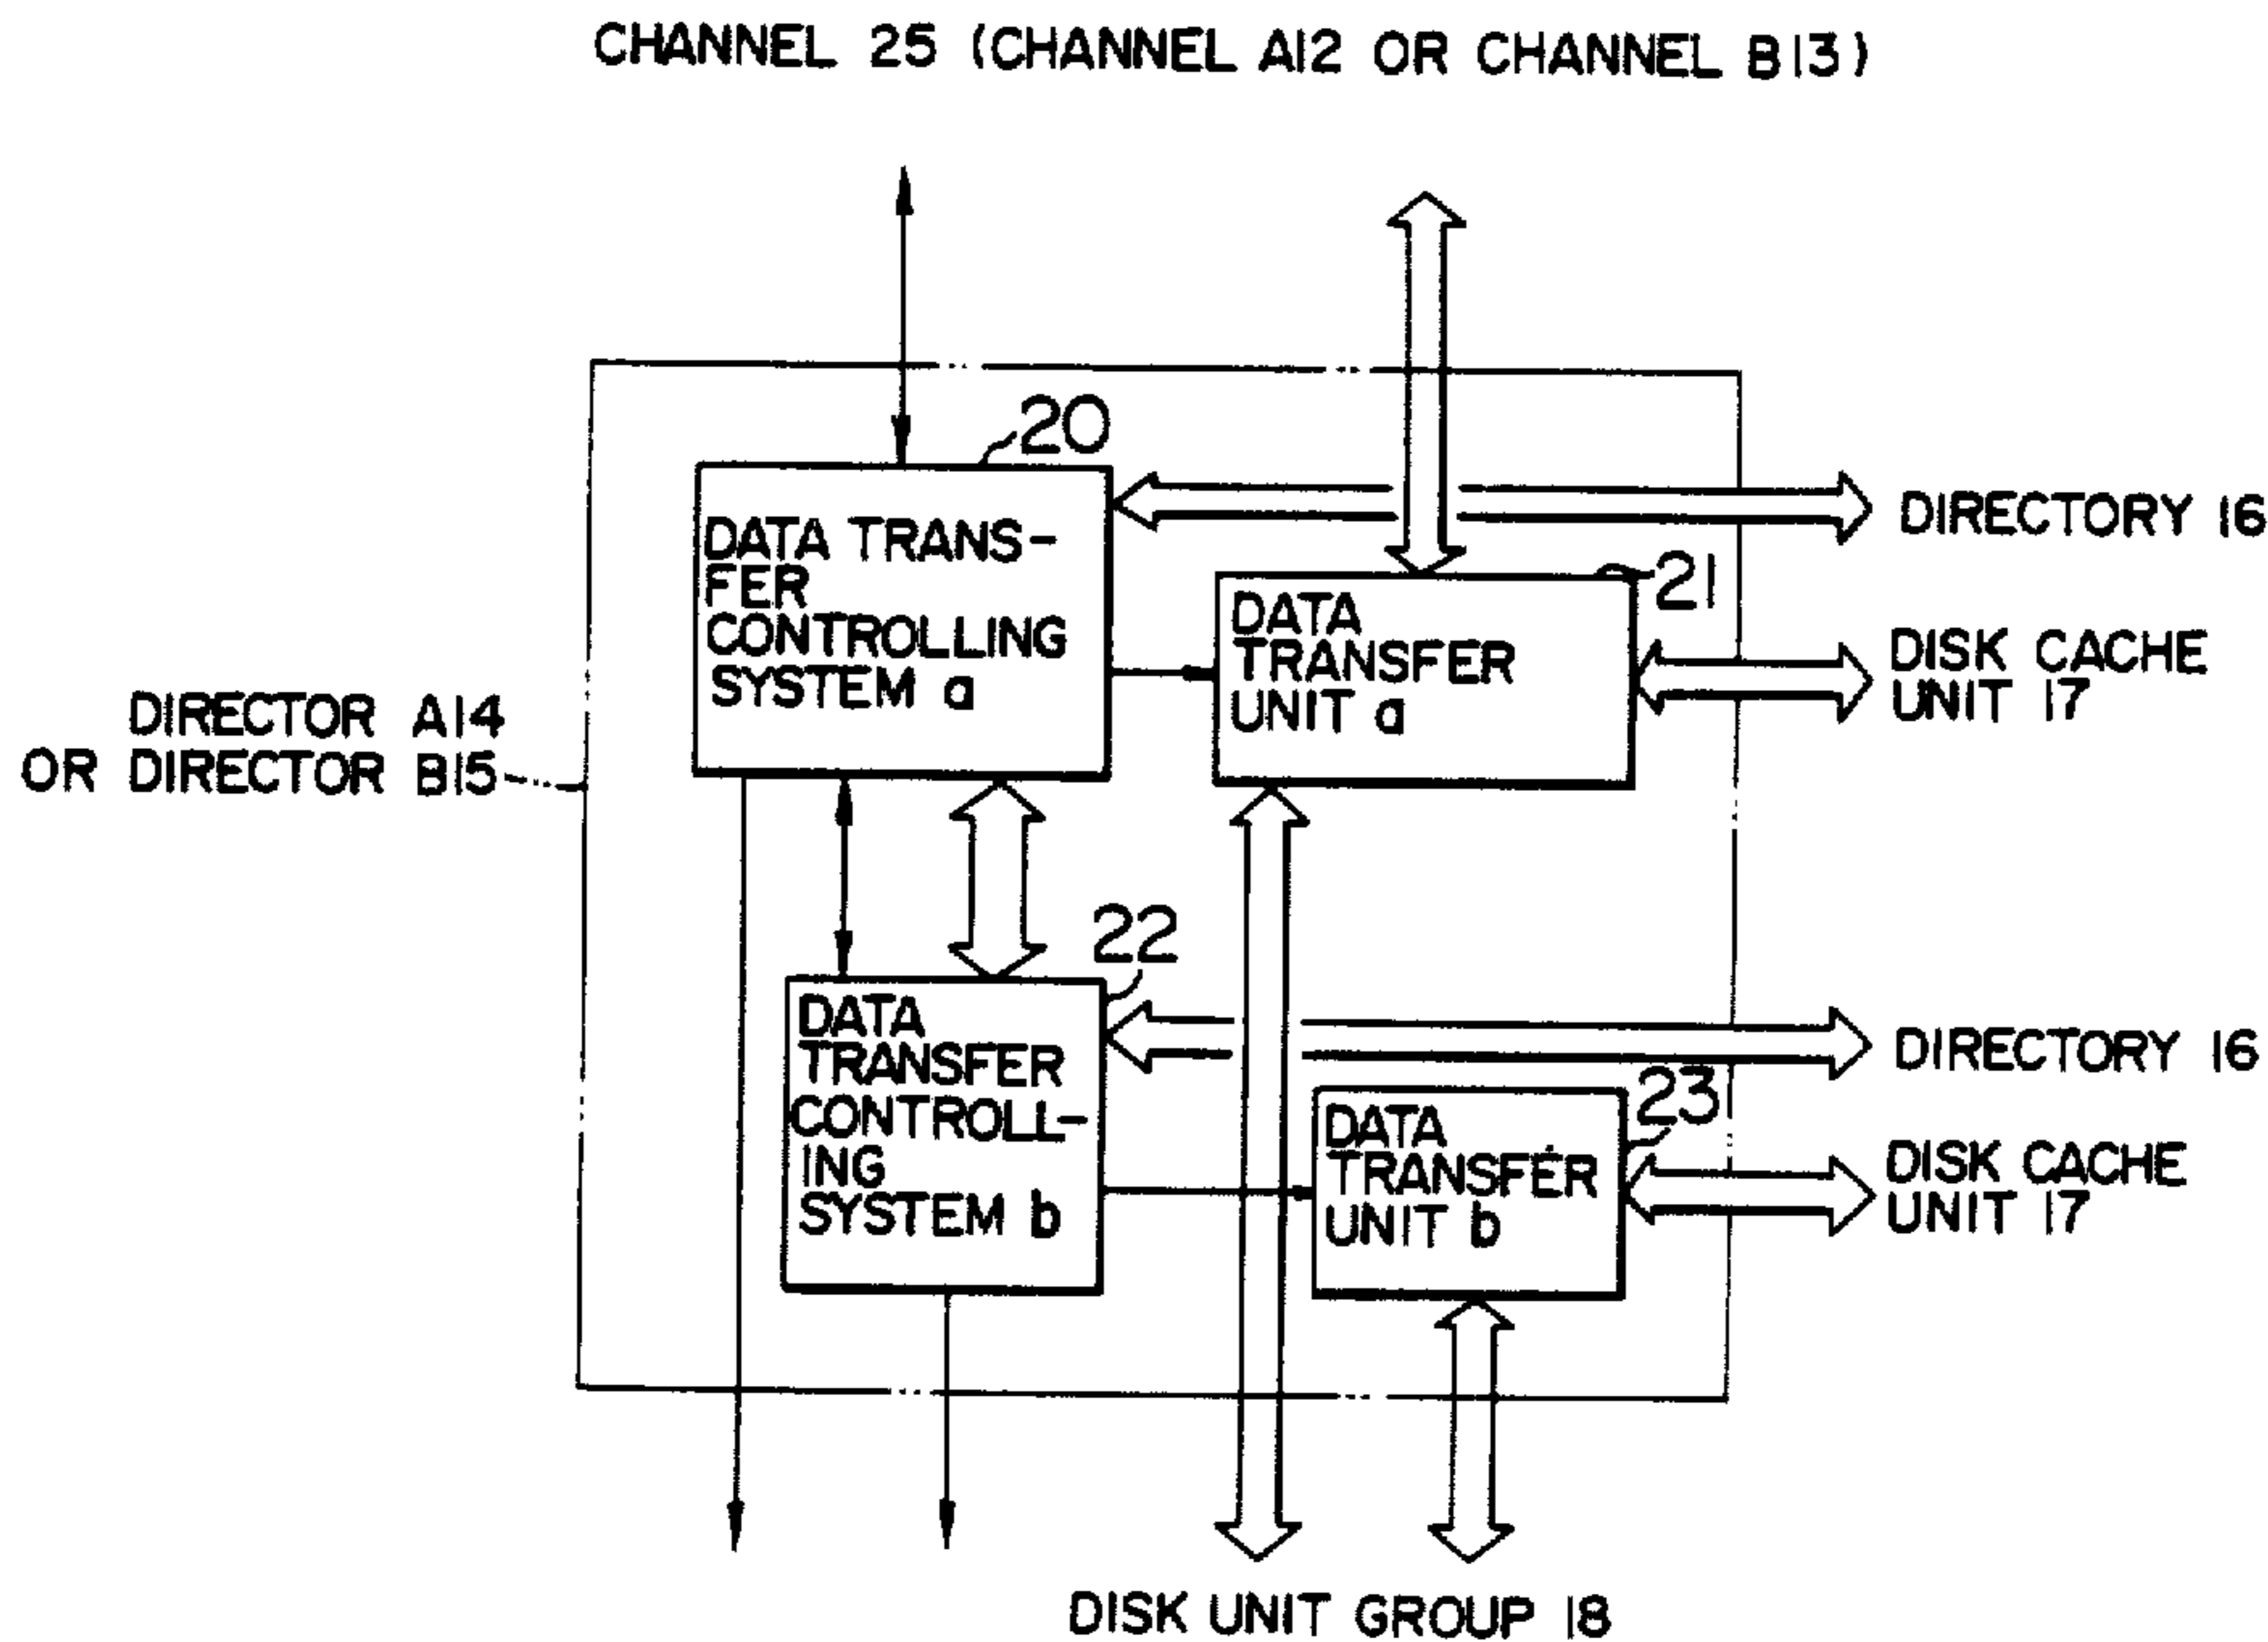 CHANNEL 25 (CHANNEL A12 OR CHANNEL B13)
20
DATA TRANS-
FER
CONTROLLING
SYSTEM a
DIRECTORY 16
21
DATA
TRANSFER
UNIT a
DISK CACHE
UNIT 17
DIRECTOR A14
OR DIRECTOR B15
22
DATA
TRANSFER
CONTROLL-
ING
SYSTEM b
DIRECTORY 16
23
DATA
TRANSFER
UNIT b
DISK CACHE
UNIT 17
DISK UNIT GROUP 18